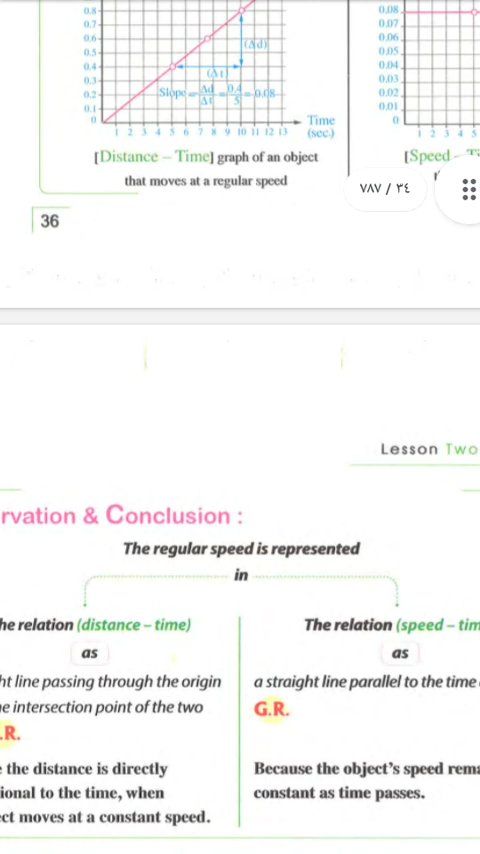 0.8
0.7
0.6
0.5
0.4
0.3
0.2
0.1
0
(Δd)
(Δt)
Slope = Δd/Δt = 0.4/5 = 0.08
1 2 3 4 5 6 7 8 9 10 11 12 13
Time
(sec.)
[Distance – Time] graph of an object
that moves at a regular speed
0.08
0.07
0.06
0.05
0.04
0.03
0.02
0.01
0
1 2 3 4 5
[Speed –
٧٨٧ / ٣٤
36
Lesson Two
rvation & Conclusion :
The regular speed is represented
in
he relation (distance – time)
as
ht line passing through the origin
e intersection point of the two
.R.
e the distance is directly
ional to the time, when
ect moves at a constant speed.
The relation (speed – tim
as
a straight line parallel to the time
G.R.
Because the object's speed rema
constant as time passes.